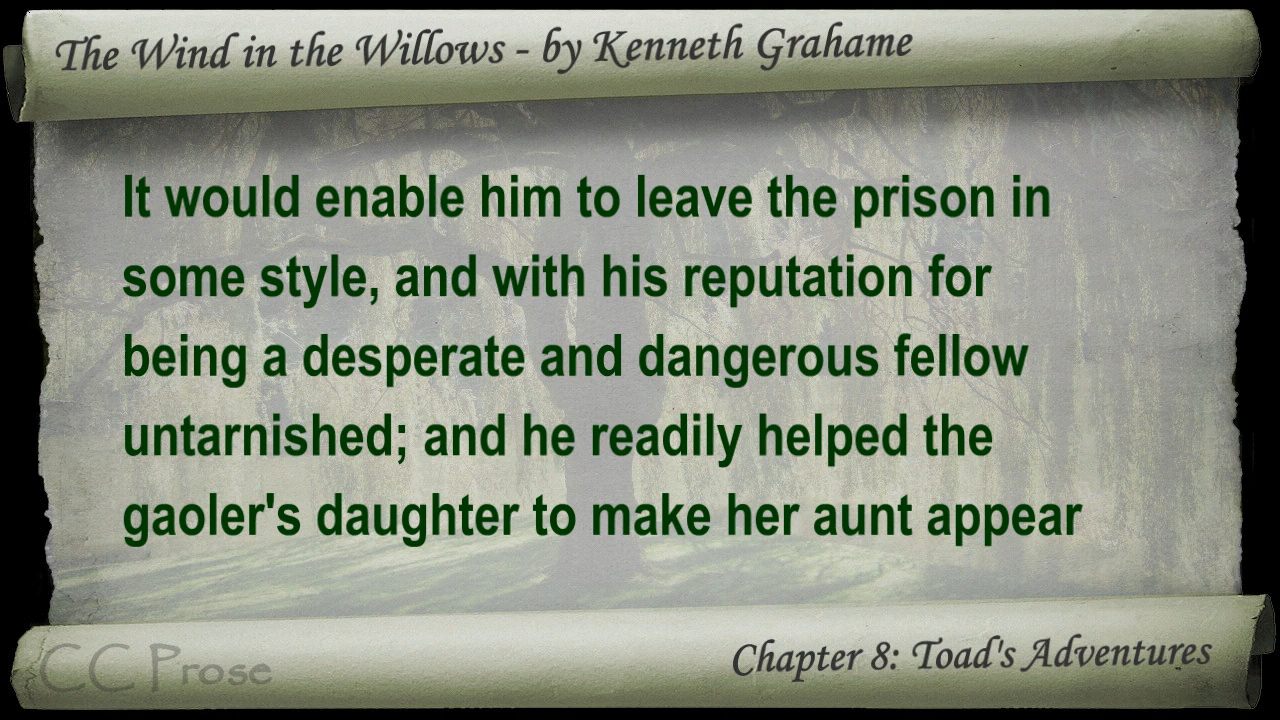 The Wind in the Willows - by Kenneth Grahame
It would enable him to leave the prison in
some style, and with his reputation for
being a desperate and dangerous fellow
untarnished; and he readily helped the
gaoler's daughter to make her aunt appear
CC Prose
Chapter 8: Toad's Adventures